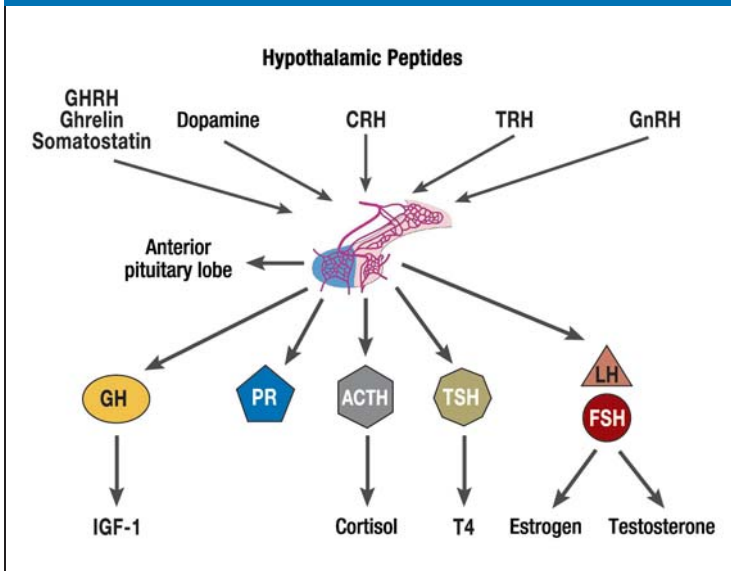 Hypothalamic Peptides
GHRH
Ghrelin
Somatostatin
Dopamine
CRH
TRH
GnRH
Anterior
pituitary lobe
GH
PR
ACTH
TSH
LH
FSH
IGF-1
Cortisol
T4
Estrogen
Testosterone